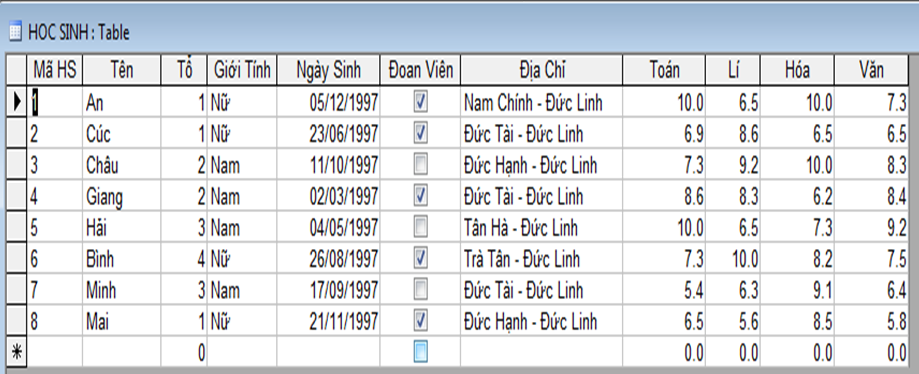 HOC SINH : Table
Mã HS Tên Tổ Giới Tính Ngày Sinh Đoan Viên Địa Chỉ Toán Lí Hóa Văn
1 An 1 Nữ 05/12/1997 Nam Chính - Đức Linh 10.0 6.5 10.0 7.3
2 Cúc 1 Nữ 23/06/1997 Đức Tài - Đức Linh 6.9 8.6 6.5 6.5
3 Châu 2 Nam 11/10/1997 Đức Hạnh - Đức Linh 7.3 9.2 10.0 8.3
4 Giang 2 Nam 02/03/1997 Đức Tài - Đức Linh 8.6 8.3 6.2 8.4
5 Hãi 3 Nam 04/05/1997 Tân Hà - Đức Linh 10.0 6.5 7.3 9.2
6 Bình 4 Nữ 26/08/1997 Trà Tân - Đức Linh 7.3 10.0 8.2 7.5
7 Minh 3 Nam 17/09/1997 Đức Tài - Đức Linh 5.4 6.3 9.1 6.4
8 Mai 1 Nữ 21/11/1997 Đức Hạnh - Đức Linh 6.5 5.6 8.5 5.8
0 0.0 0.0 0.0 0.0